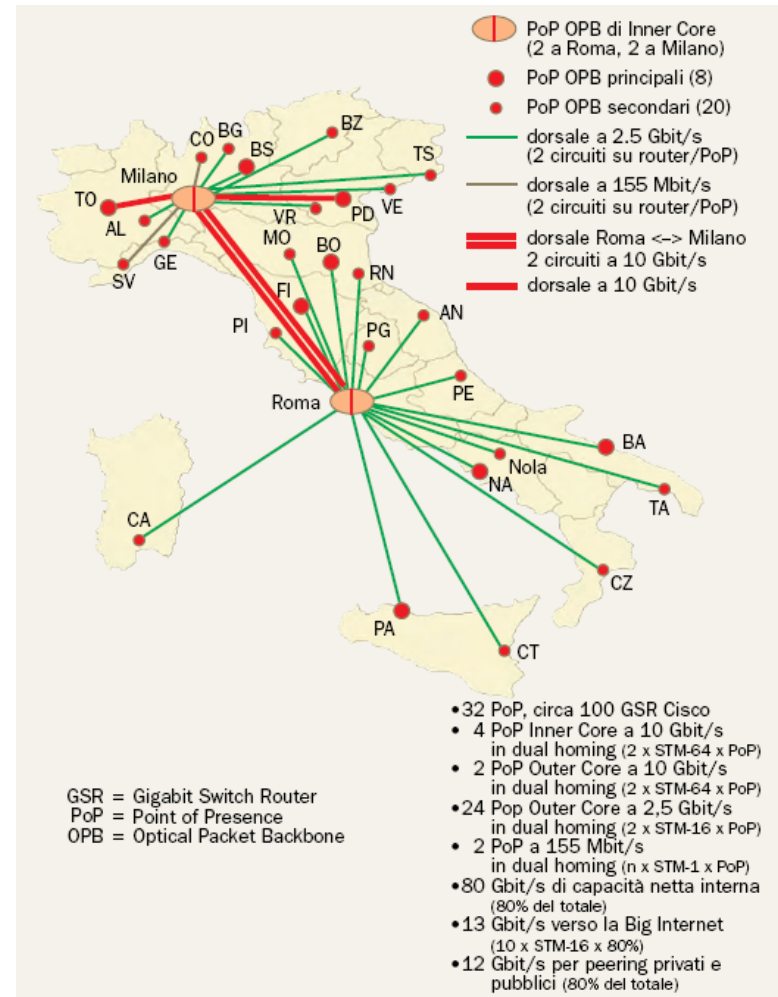 PoP OPB di Inner Core
(2 a Roma, 2 a Milano)
PoP OPB principali (8)
PoP OPB secondari (20)
dorsale a 2.5 Gbit/s
(2 circuiti su router/PoP)
dorsale a 155 Mbit/s
(2 circuiti su router/PoP)
dorsale Roma <–> Milano
2 circuiti a 10 Gbit/s
dorsale a 10 Gbit/s
CO
BG
BS
BZ
TS
Milano
TO
AL
VR
PD
VE
SV
GE
MO
BO
RN
FI
PI
PG
AN
Roma
PE
BA
Nola
NA
TA
CA
CZ
PA
CT
•32 PoP, circa 100 GSR Cisco
• 4 PoP Inner Core a 10 Gbit/s
in dual homing (2 x STM-64 x PoP)
• 2 PoP Outer Core a 10 Gbit/s
in dual homing (2 x STM-64 x PoP)
•24 Pop Outer Core a 2,5 Gbit/s
in dual homing (2 x STM-16 x PoP)
• 2 PoP a 155 Mbit/s
in dual homing (n x STM-1 x PoP)
•80 Gbit/s di capacità netta interna
(80% del totale)
•13 Gbit/s verso la Big Internet
(10 x STM-16 x 80%)
•12 Gbit/s per peering privati e
pubblici (80% del totale)
GSR = Gigabit Switch Router
PoP = Point of Presence
OPB = Optical Packet Backbone